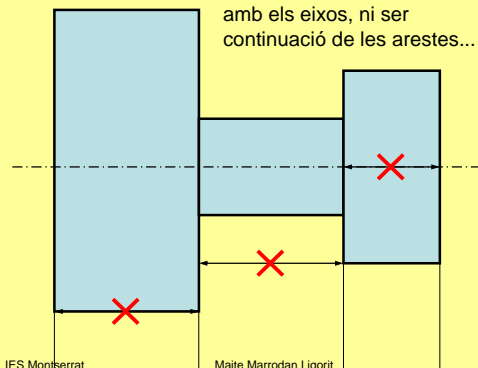 amb els eixos, ni ser
continuació de les arestes...
IES Montserrat
Maite Marrodan Ligorit